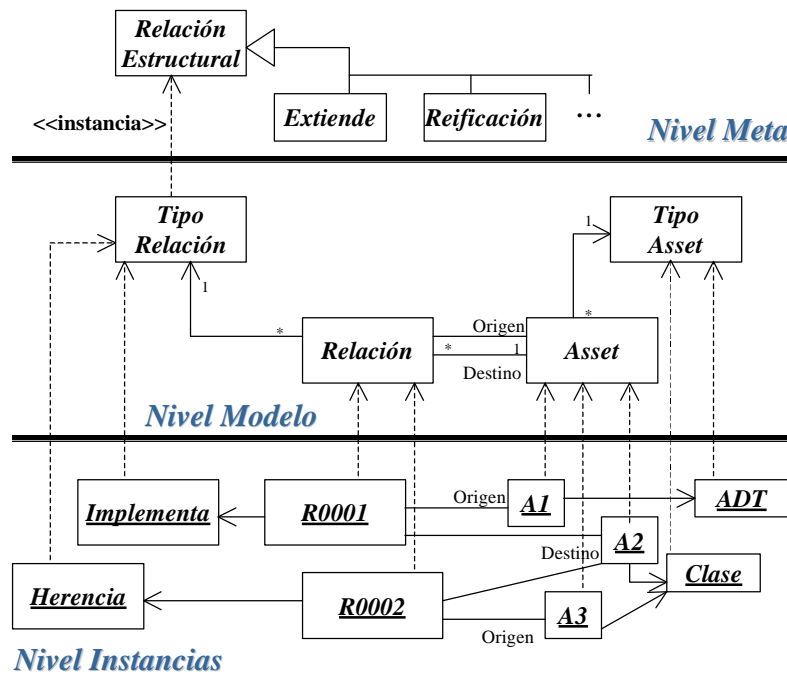 Relación
Estructural
<<instancia>>
Extiende
Reificación
...
Nivel Meta
Tipo
Relación
1
Tipo
Asset
1
*
*
Relación
Origen
*
1
Destino
Asset
Nivel Modelo
Implementa
R0001
Origen
A1
ADT
Destino
A2
Herencia
R0002
Origen
A3
Clase
Nivel Instancias